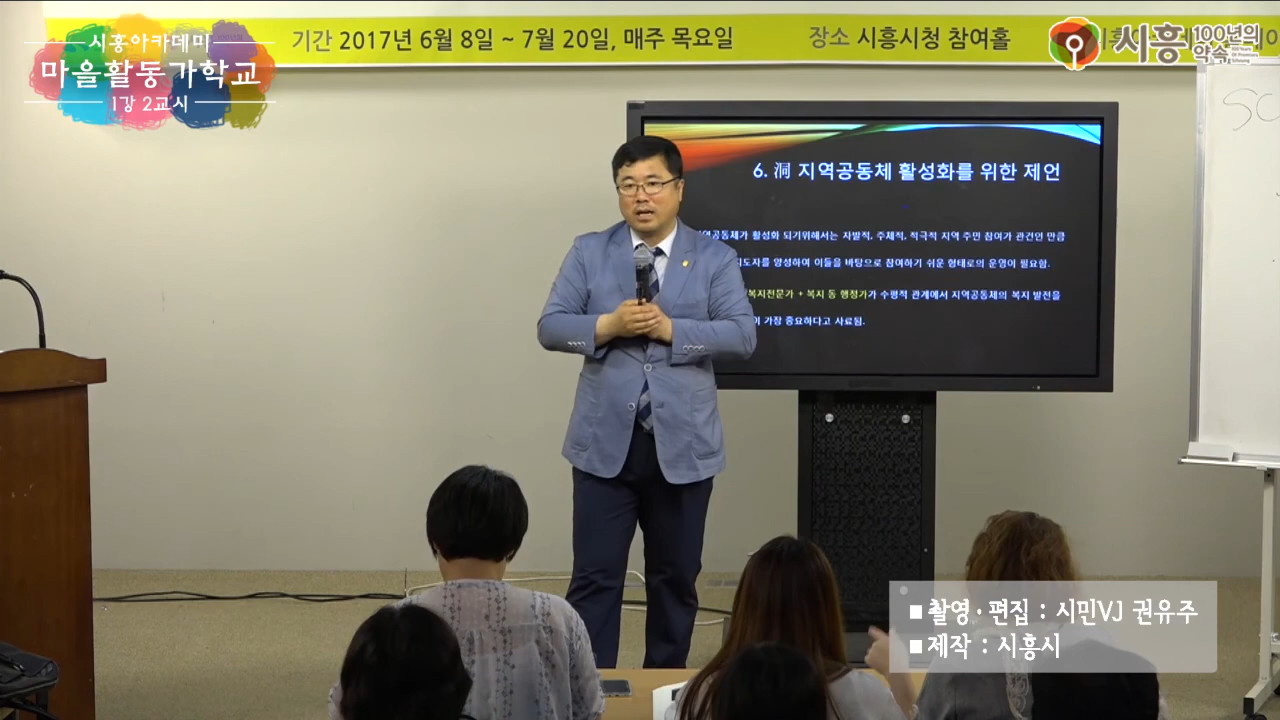 시흥아카데미
마을활동가학교
1강 2교시
기간 2017년 6월 8일 ~ 7월 20일, 매주 목요일
장소 시흥시청 참여홀
시흥 100년의 약속
6. 洞 지역공동체 활성화를 위한 제언
역공동체가 활성화 되기위해서는 자발적, 주체적, 적극적 지역 주민 참여가 관건인 만큼
지도자를 양성하여 이들을 바탕으로 참여하기 쉬운 형태로의 운영이 필요함.
복지전문가 + 복지 동 행정가가 수평적 관계에서 지역공동체의 복지 발전을
가장 중요하다고 사료됨.
■ 촬영·편집 : 시민VJ 권유주
■ 제작 : 시흥시